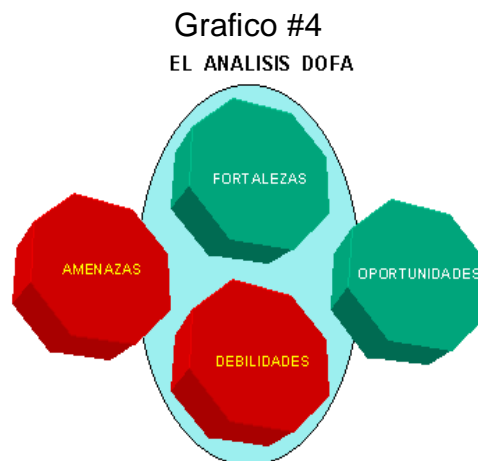 Grafico #4
EL ANALISIS DOFA
FORTALEZAS
AMENAZAS
OPORTUNIDADES
DEBILIDADES